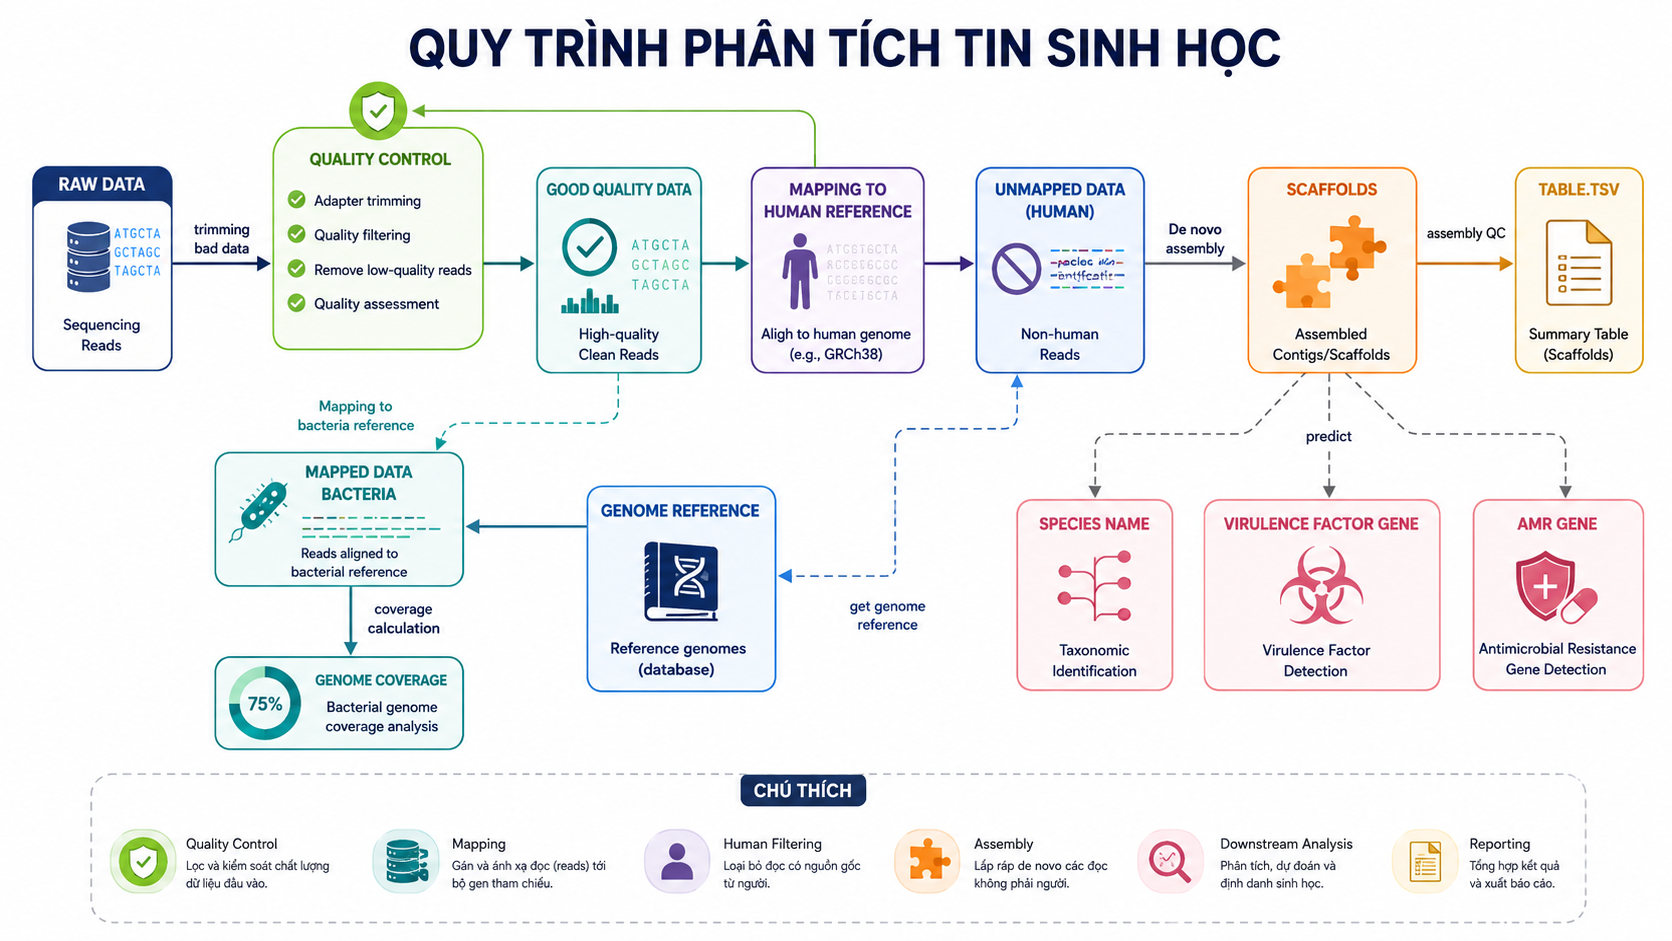 QUY TRÌNH PHÂN TÍCH TIN SINH HỌC
RAW DATA
ATGCTA
GCTAGC
TAGCTA
Sequencing
Reads
trimming
bad data
QUALITY CONTROL
Adapter trimming
Quality filtering
Remove low-quality reads
Quality assessment
GOOD QUALITY DATA
ATGCTA
GCTAGC
TAGCTA
High-quality
Clean Reads
MAPPING TO
HUMAN REFERENCE
Aligh to human genome
(e.g., GRCh38)
UNMAPPED DATA
(HUMAN)
Non-human
Reads
De novo
assembly
SCAFFOLDS
Assembled
Contigs/Scaffolds
assembly QC
TABLE.TSV
Summary Table
(Scaffolds)
Mapping to
bacteria reference
MAPPED DATA
BACTERIA
Reads aligned to
bacterial reference
coverage
calculation
75%
GENOME COVERAGE
Bacterial genome
coverage analysis
GENOME REFERENCE
Reference genomes
(database)
get genome
reference
predict
SPECIES NAME
Taxonomic
Identification
VIRULENCE FACTOR GENE
Virulence Factor
Detection
AMR GENE
Antimicrobial Resistance
Gene Detection
CHÚ THÍCH
Quality Control
Lọc và kiểm soát chất lượng
dữ liệu đầu vào.
Mapping
Gán và ánh xạ đọc (reads) tới
bộ gen tham chiếu.
Human Filtering
Loại bỏ đọc có nguồn gốc
từ người.
Assembly
Lắp ráp de novo các đọc
không phải người.
Downstream Analysis
Phân tích, dự đoán và
định danh sinh học.
Reporting
Tổng hợp kết quả
và xuất báo cáo.